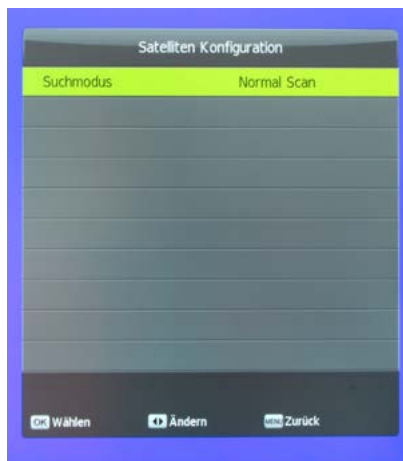 Satelliten Konfiguration
Suchmodus Normal Scan
OK Wählen Ändern MENU Zurück